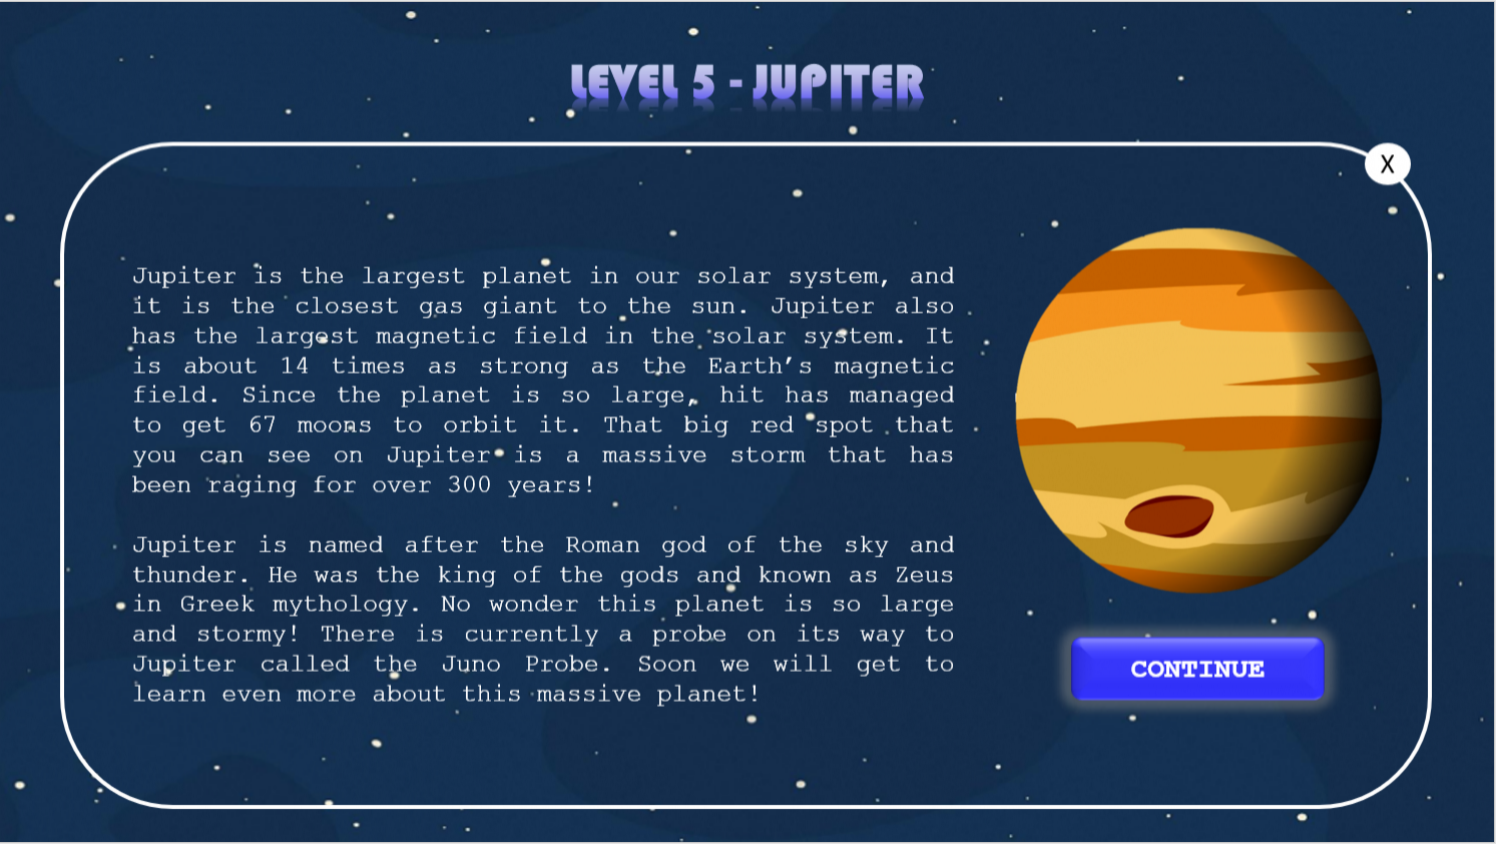 LEVEL 5 - JUPITER
X
Jupiter is the largest planet in our solar system, and
it is the closest gas giant to the sun. Jupiter also
has the largest magnetic field in the solar system. It
is about 14 times as strong as the Earth’s magnetic
field. Since the planet is so large, hit has managed
to get 67 moons to orbit it. That big red spot that
you can see on Jupiter is a massive storm that has
been raging for over 300 years!
Jupiter is named after the Roman god of the sky and
thunder. He was the king of the gods and known as Zeus
in Greek mythology. No wonder this planet is so large
and stormy! There is currently a probe on its way to
Jupiter called the Juno Probe. Soon we will get to
learn even more about this massive planet!
CONTINUE